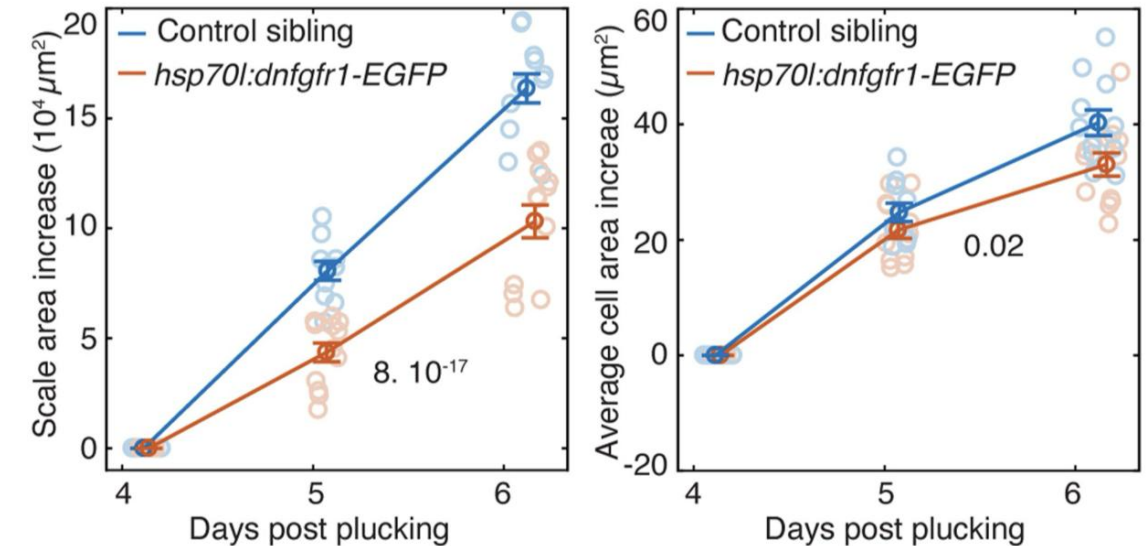 Scale area increase (10⁴ μm²)
20
15
10
5
0
Control sibling
hsp70l:dnfgfr1-EGFP
8. 10⁻¹⁷
4
5
6
Days post plucking
Average cell area increae (μm²)
60
40
20
0
-20
Control sibling
hsp70l:dnfgfr1-EGFP
0.02
4
5
6
Days post plucking